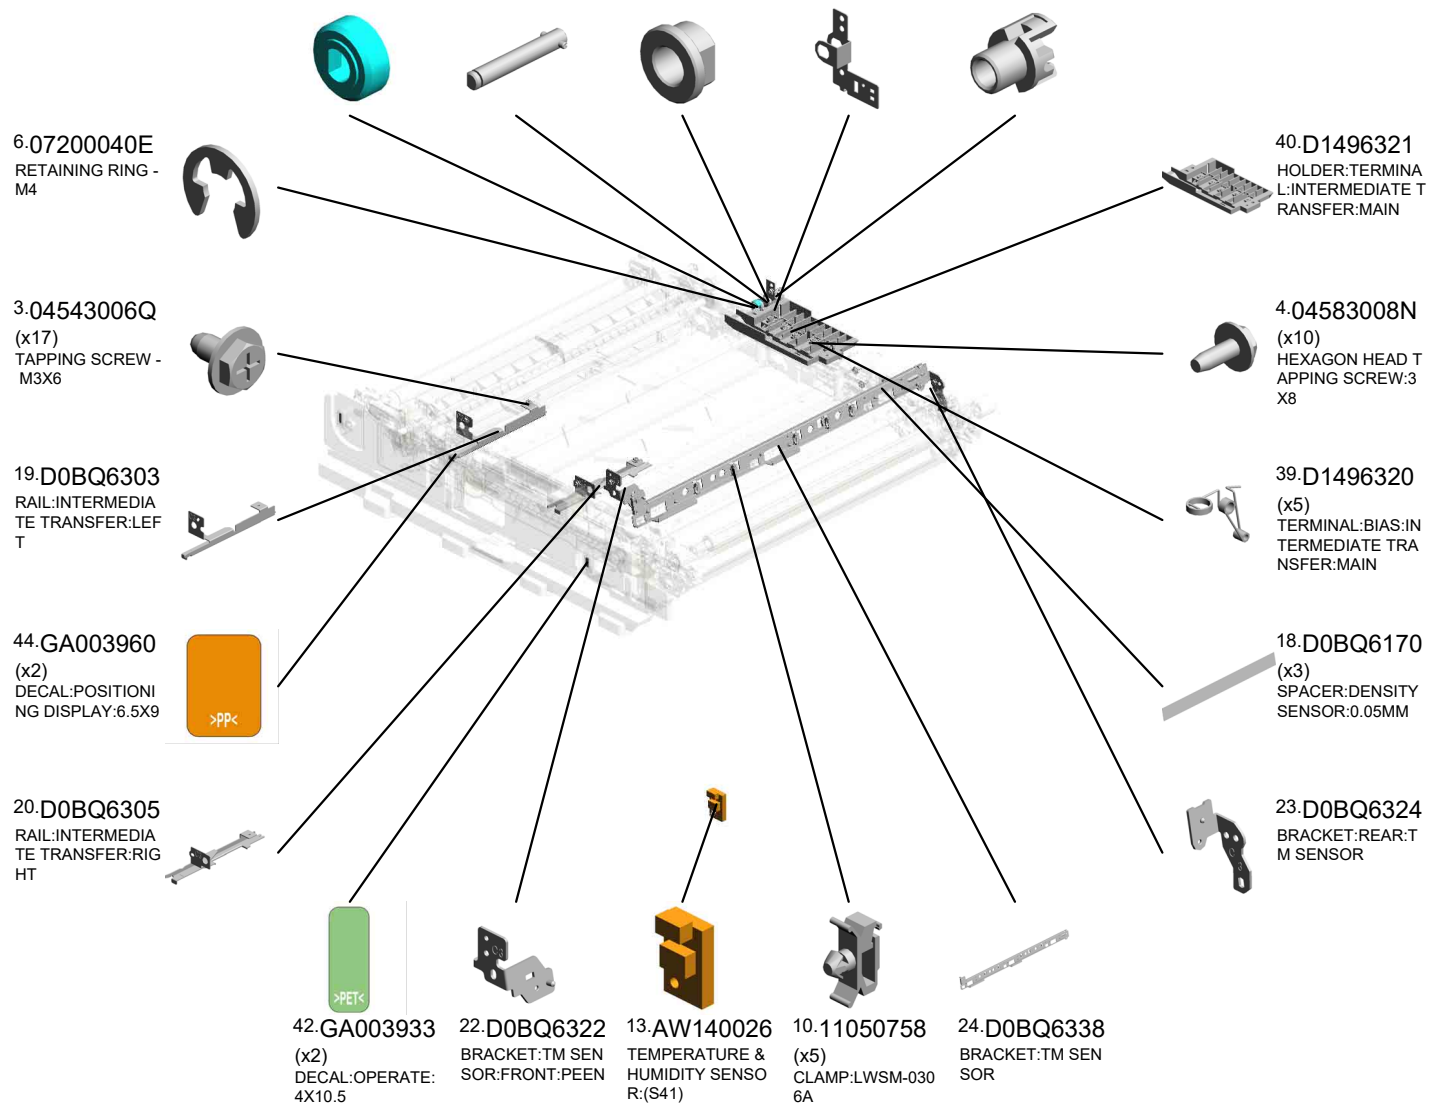 6.07200040E
RETAINING RING -
M4
3.04543006Q
(x17)
TAPPING SCREW -
M3X6
19.D0BQ6303
RAIL:INTERMEDIA
TE TRANSFER:LEF
T
44.GA003960
(x2)
DECAL:POSITIONI
NG DISPLAY:6.5X9
>PP<
20.D0BQ6305
RAIL:INTERMEDIA
TE TRANSFER:RIG
HT
40.D1496321
HOLDER:TERMINA
L:INTERMEDIATE T
RANSFER:MAIN
4.04583008N
(x10)
HEXAGON HEAD T
APPING SCREW:3
X8
39.D1496320
(x5)
TERMINAL:BIAS:IN
TERMEDIATE TRA
NSFER:MAIN
18.D0BQ6170
(x3)
SPACER:DENSITY
SENSOR:0.05MM
23.D0BQ6324
BRACKET:REAR:T
M SENSOR
>PET<
42.GA003933
(x2)
DECAL:OPERATE:
4X10.5
22.D0BQ6322
BRACKET:TM SEN
SOR:FRONT:PEEN
13.AW140026
TEMPERATURE &
HUMIDITY SENSO
R:(S41)
10.11050758
(x5)
CLAMP:LWSM-030
6A
24.D0BQ6338
BRACKET:TM SEN
SOR